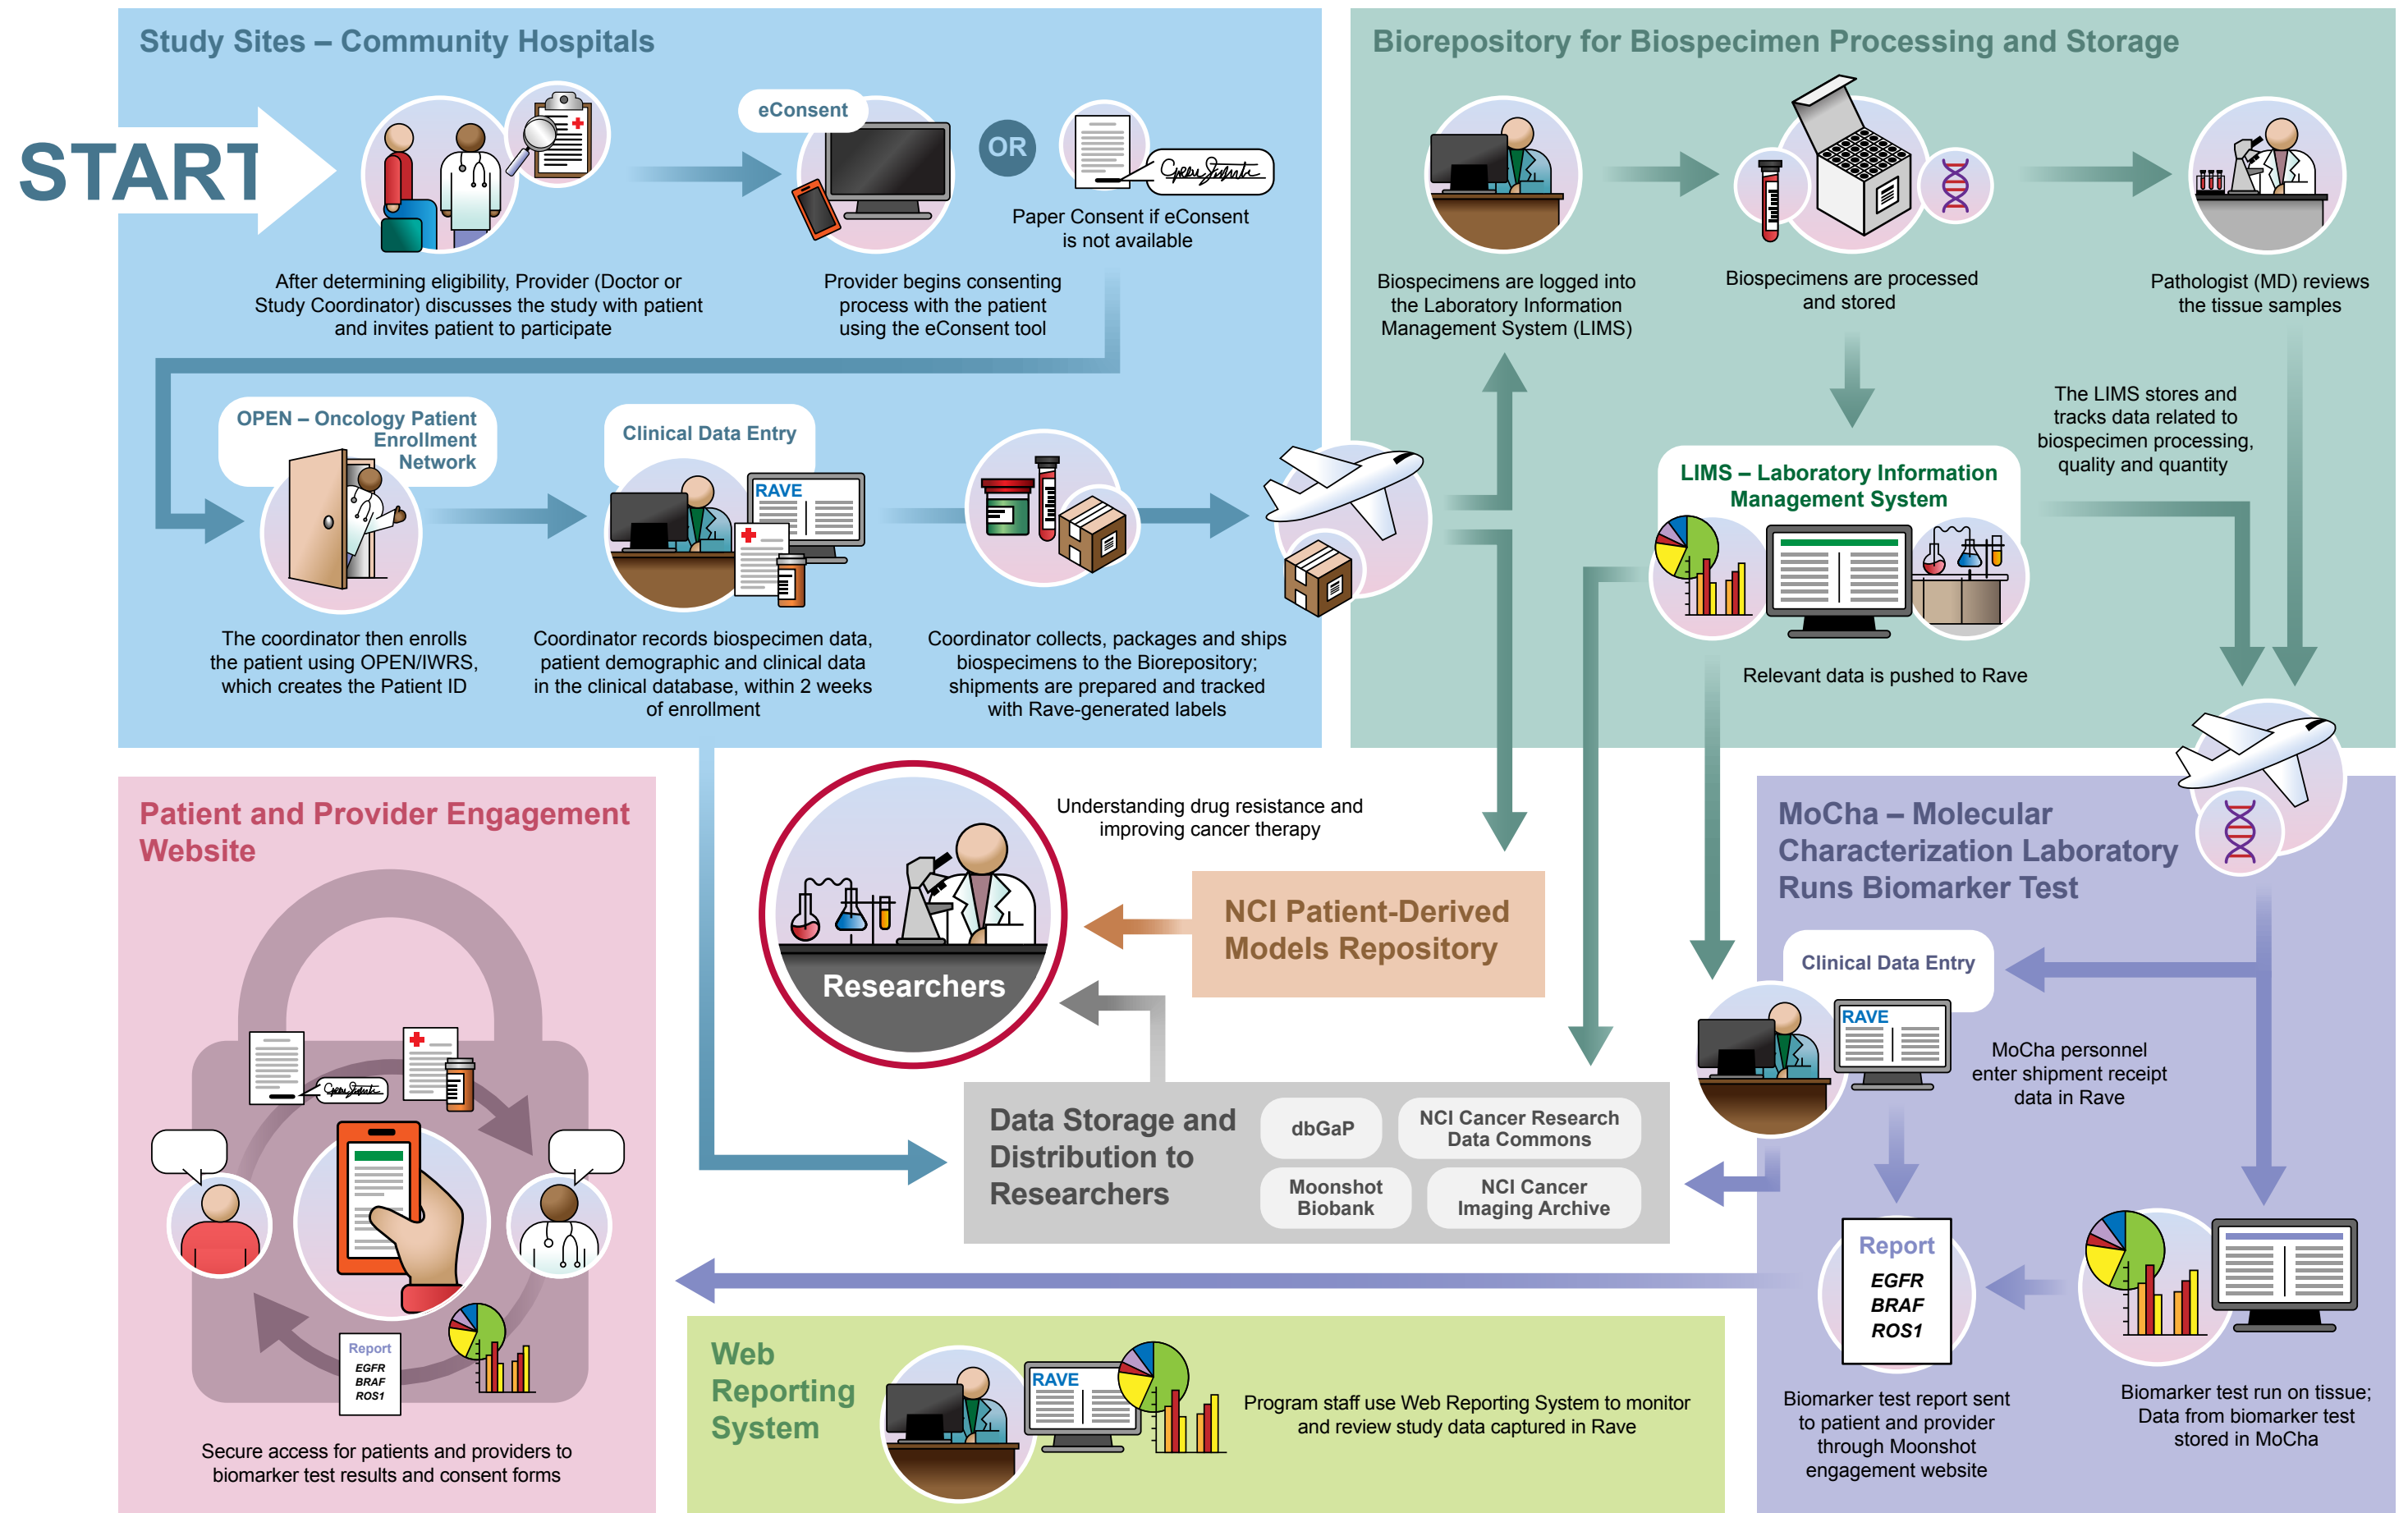 START
Study Sites – Community Hospitals
After determining eligibility, Provider (Doctor or
Study Coordinator) discusses the study with patient
and invites patient to participate
eConsent
Provider begins consenting
process with the patient
using the eConsent tool
OR
Paper Consent if eConsent
is not available
OPEN – Oncology Patient
Enrollment
Network
The coordinator then enrolls
the patient using OPEN/IWRS,
which creates the Patient ID
Clinical Data Entry
RAVE
Coordinator records biospecimen data,
patient demographic and clinical data
in the clinical database, within 2 weeks
of enrollment
Coordinator collects, packages and ships
biospecimens to the Biorepository;
shipments are prepared and tracked
with Rave-generated labels
Biorepository for Biospecimen Processing and Storage
Biospecimens are logged into
the Laboratory Information
Management System (LIMS)
Biospecimens are processed
and stored
Pathologist (MD) reviews
the tissue samples
The LIMS stores and
tracks data related to
biospecimen processing,
quality and quantity
LIMS – Laboratory Information
Management System
Relevant data is pushed to Rave
Patient and Provider Engagement
Website
Report
EGFR
BRAF
ROS1
Secure access for patients and providers to
biomarker test results and consent forms
Researchers
Understanding drug resistance and
improving cancer therapy
NCI Patient-Derived
Models Repository
Data Storage and
Distribution to
Researchers
dbGaP
NCI Cancer Research
Data Commons
Moonshot
Biobank
NCI Cancer
Imaging Archive
MoCha – Molecular
Characterization Laboratory
Runs Biomarker Test
Clinical Data Entry
RAVE
MoCha personnel
enter shipment receipt
data in Rave
Report
EGFR
BRAF
ROS1
Biomarker test report sent
to patient and provider
through Moonshot
engagement website
Biomarker test run on tissue;
Data from biomarker test
stored in MoCha
Web
Reporting
System
RAVE
Program staff use Web Reporting System to monitor
and review study data captured in Rave